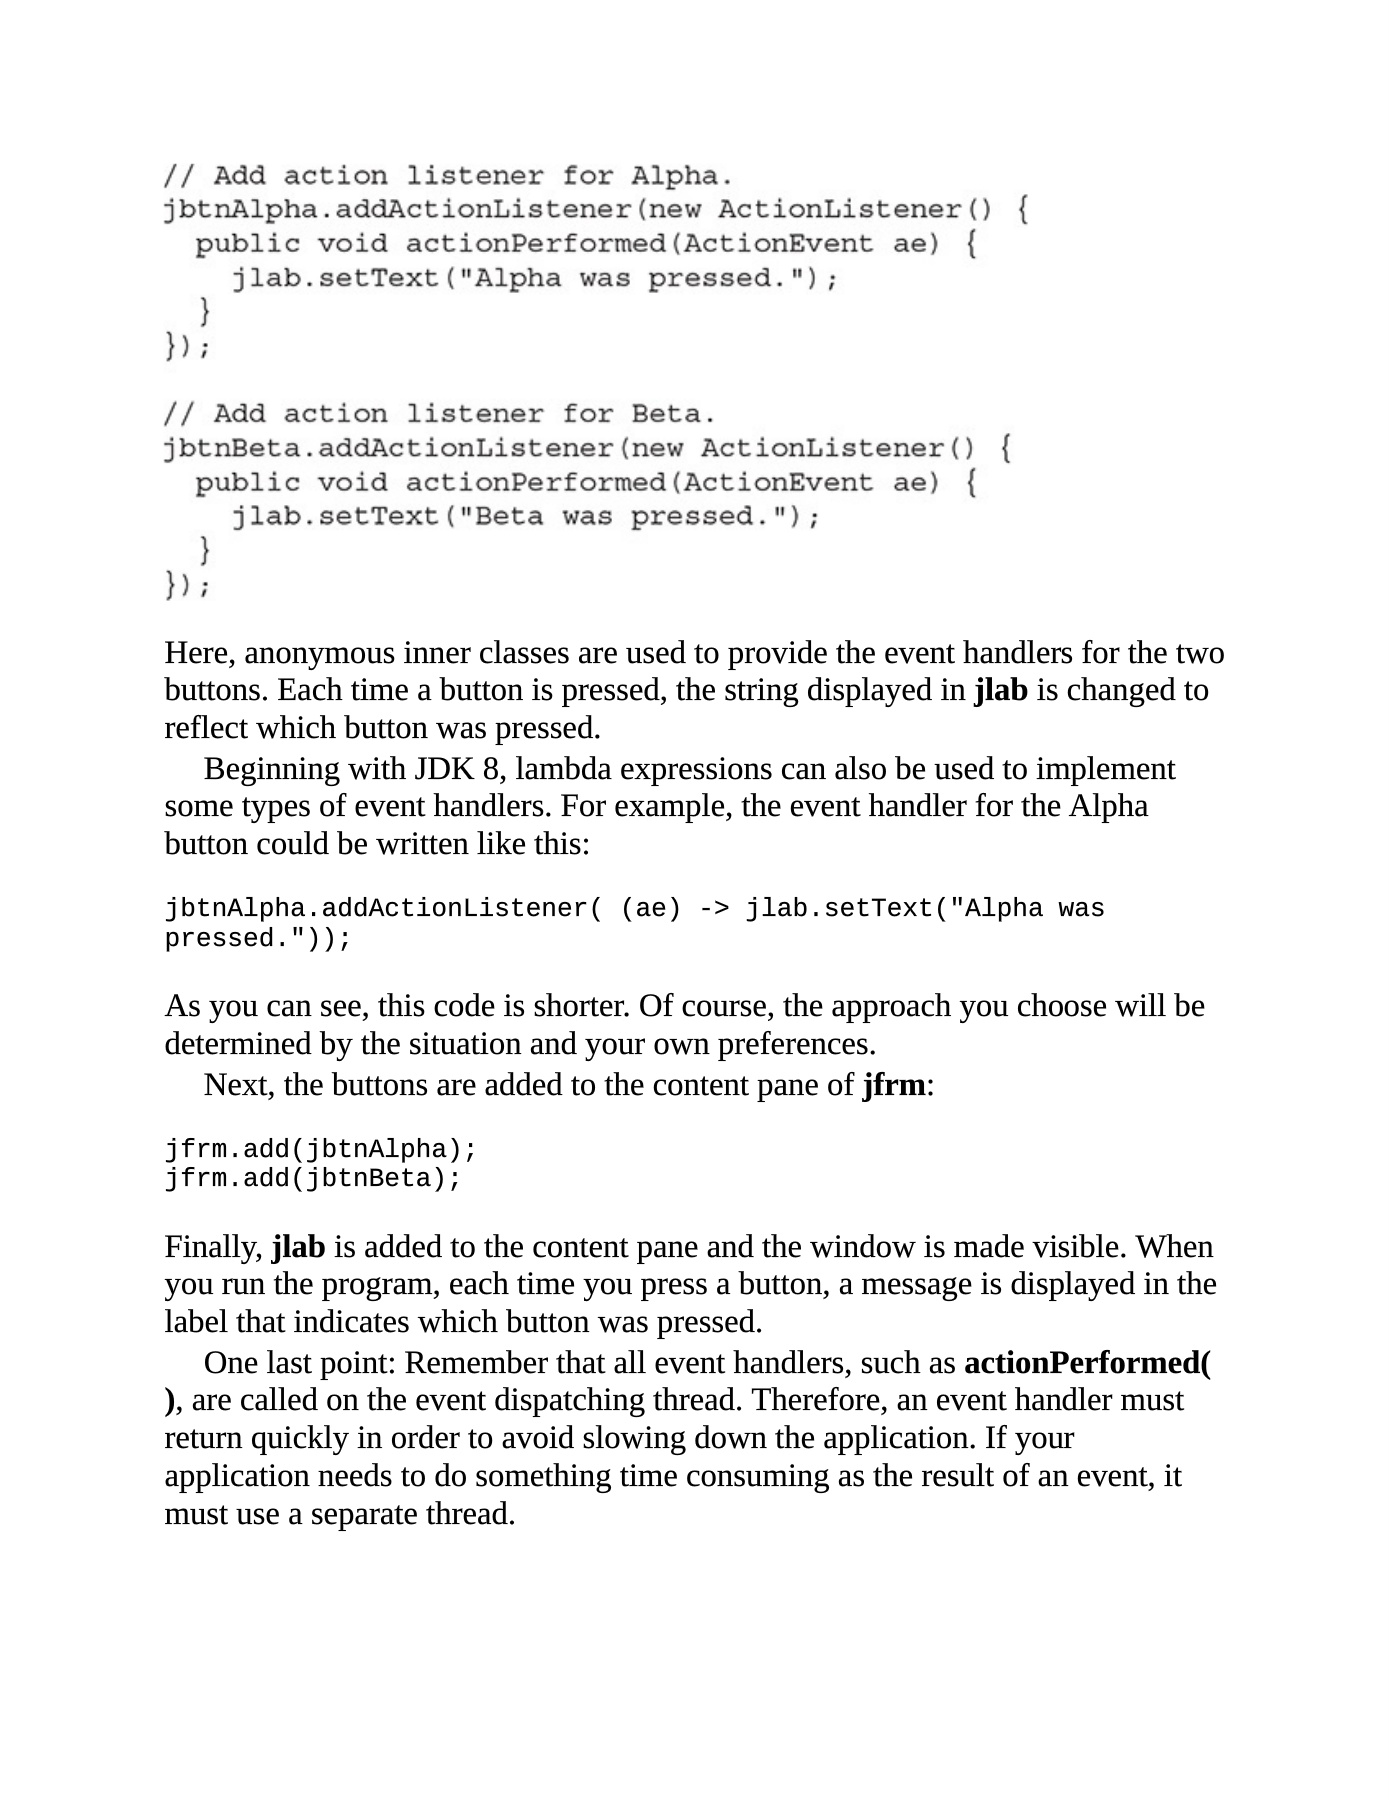 // Add action listener for Alpha.
jbtnAlpha.addActionListener(new ActionListener() {
  public void actionPerformed(ActionEvent ae) {
    jlab.setText("Alpha was pressed.");
  }
});

// Add action listener for Beta.
jbtnBeta.addActionListener(new ActionListener() {
  public void actionPerformed(ActionEvent ae) {
    jlab.setText("Beta was pressed.");
  }
});

Here, anonymous inner classes are used to provide the event handlers for the two
buttons. Each time a button is pressed, the string displayed in jlab is changed to
reflect which button was pressed.
Beginning with JDK 8, lambda expressions can also be used to implement
some types of event handlers. For example, the event handler for the Alpha
button could be written like this:

jbtnAlpha.addActionListener( (ae) -> jlab.setText("Alpha was
pressed."));

As you can see, this code is shorter. Of course, the approach you choose will be
determined by the situation and your own preferences.
Next, the buttons are added to the content pane of jfrm:

jfrm.add(jbtnAlpha);
jfrm.add(jbtnBeta);

Finally, jlab is added to the content pane and the window is made visible. When
you run the program, each time you press a button, a message is displayed in the
label that indicates which button was pressed.
One last point: Remember that all event handlers, such as actionPerformed(
), are called on the event dispatching thread. Therefore, an event handler must
return quickly in order to avoid slowing down the application. If your
application needs to do something time consuming as the result of an event, it
must use a separate thread.